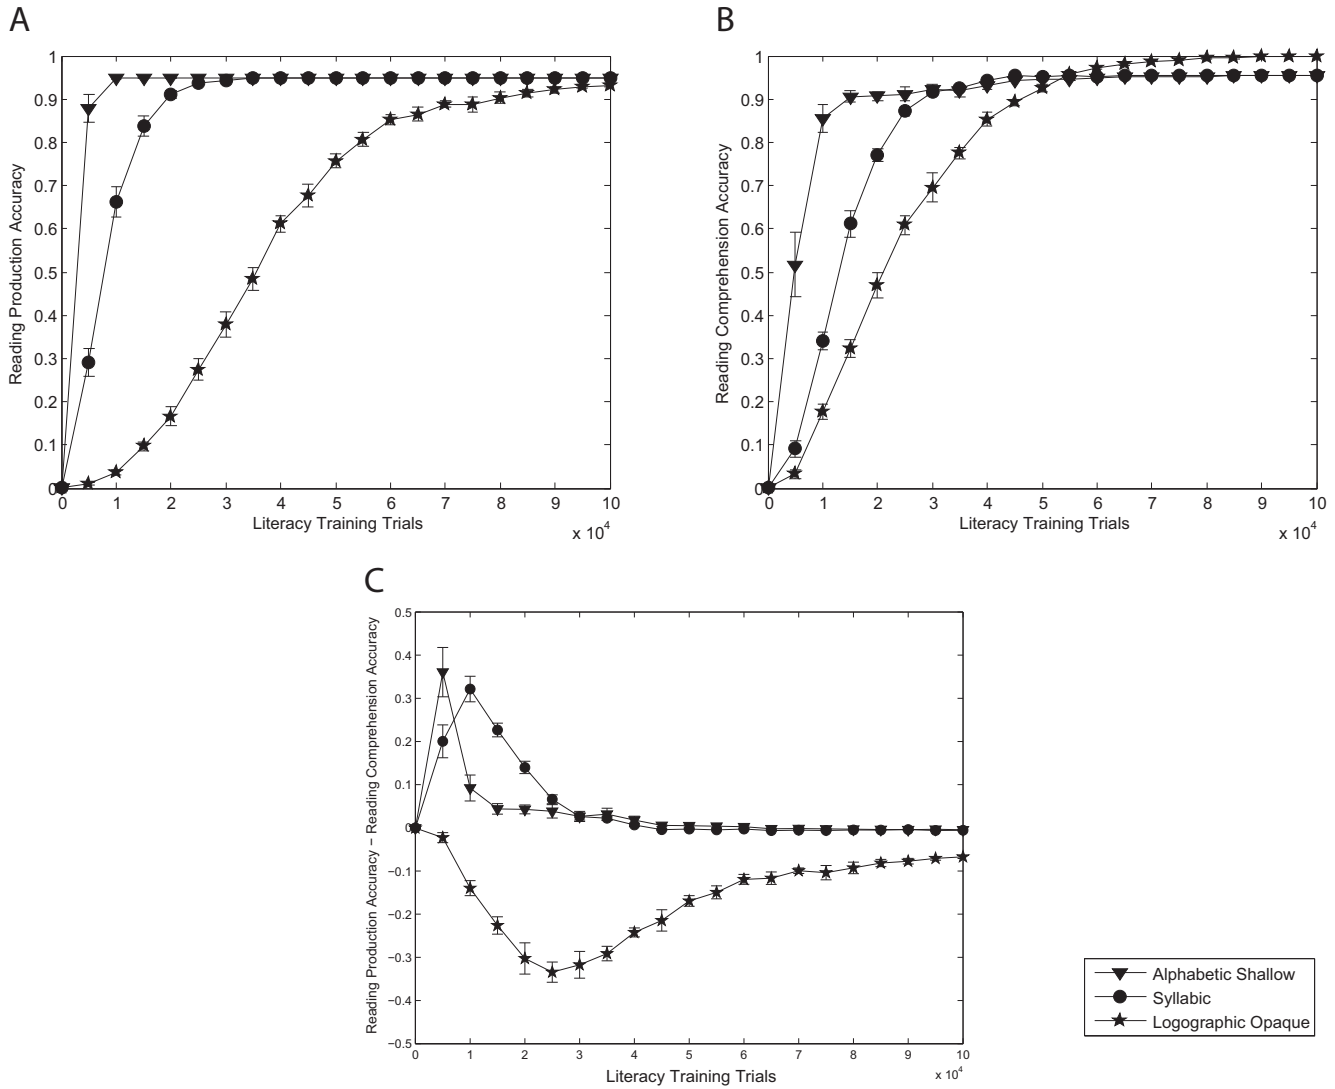 A
Reading Production Accuracy
1
0.9
0.8
0.7
0.6
0.5
0.4
0.3
0.2
0.1
0
0 1 2 3 4 5 6 7 8 9 10
Literacy Training Trials
x 10^4
B
Reading Comprehension Accuracy
1
0.9
0.8
0.7
0.6
0.5
0.4
0.3
0.2
0.1
0
0 1 2 3 4 5 6 7 8 9 10
Literacy Training Trials
x 10^4
C
Reading Production Accuracy − Reading Comprehension Accuracy
0.5
0.4
0.3
0.2
0.1
0
−0.1
−0.2
−0.3
−0.4
−0.5
0 1 2 3 4 5 6 7 8 9 10
Literacy Training Trials
x 10^4
Alphabetic Shallow
Syllabic
Logographic Opaque